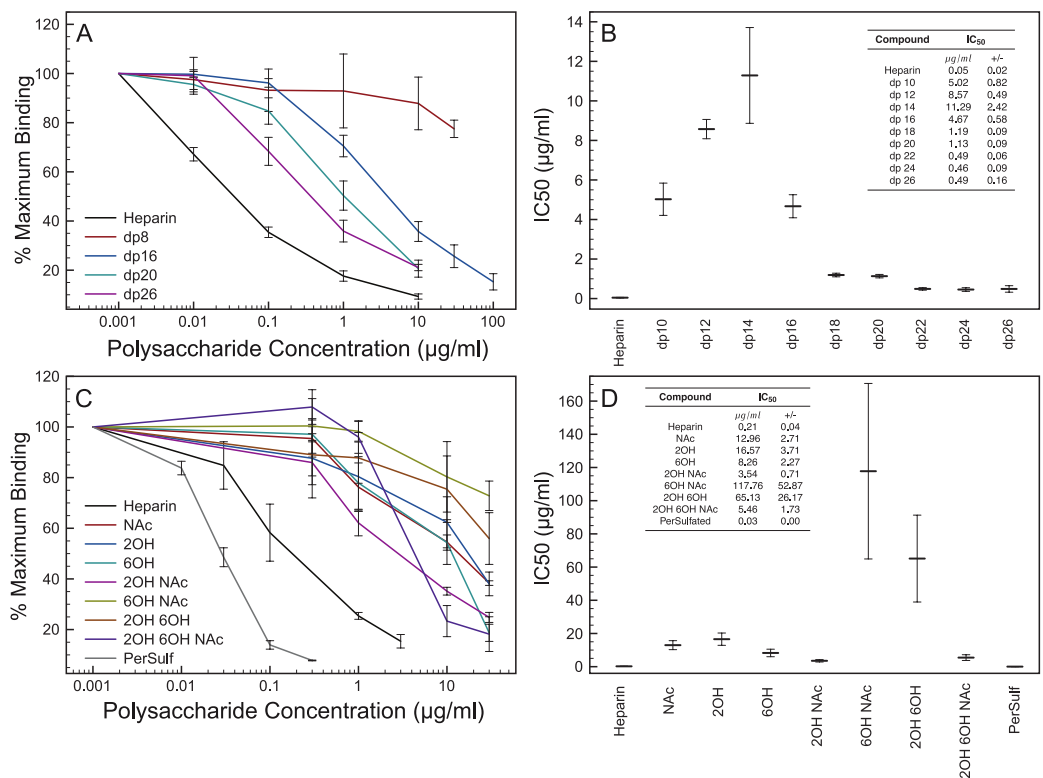 A
120
100
80
60
40
20
% Maximum Binding
Heparin
dp8
dp16
dp20
dp26
0.001
0.01
0.1
1
10
100
Polysaccharide Concentration (µg/ml)
B
14
12
10
8
6
4
2
0
IC50 (µg/ml)
Compound IC50
µg/ml +/-
Heparin 0.05 0.02
dp 10 5.02 0.82
dp 12 8.57 0.49
dp 14 11.29 2.42
dp 16 4.67 0.58
dp 18 1.19 0.09
dp 20 1.13 0.09
dp 22 0.49 0.06
dp 24 0.46 0.09
dp 26 0.49 0.16
Heparin
dp10
dp12
dp14
dp16
dp18
dp20
dp22
dp24
dp26
C
120
100
80
60
40
20
% Maximum Binding
Heparin
NAc
2OH
6OH
2OH NAc
6OH NAc
2OH 6OH
2OH 6OH NAc
PerSulf
0.001
0.01
0.1
1
10
Polysaccharide Concentration (µg/ml)
D
160
140
120
100
80
60
40
20
0
IC50 (µg/ml)
Compound IC50
µg/ml +/-
Heparin 0.21 0.04
NAc 12.96 2.71
2OH 16.57 3.71
6OH 8.26 2.27
2OH NAc 3.54 0.71
6OH NAc 117.76 52.87
2OH 6OH 65.13 26.17
2OH 6OH NAc 5.46 1.73
PerSulfated 0.03 0.00
Heparin
NAc
2OH
6OH
2OH NAc
6OH NAc
2OH 6OH
2OH 6OH NAc
PerSulf